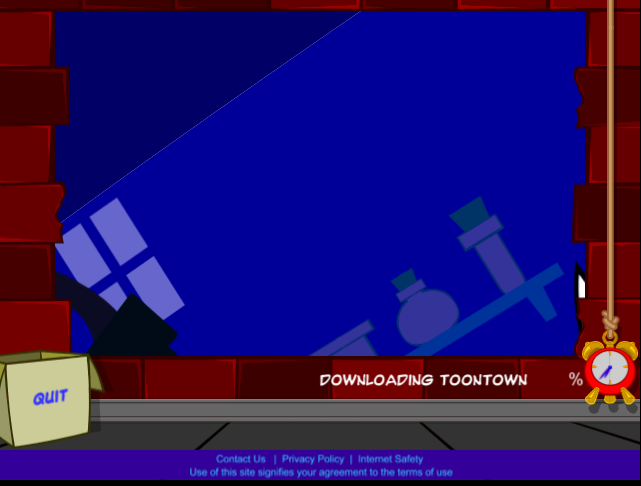 DOWNLOADING TOONTOWN %
QUIT
Contact Us | Privacy Policy | Internet Safety
Use of this site signifies your agreement to the terms of use